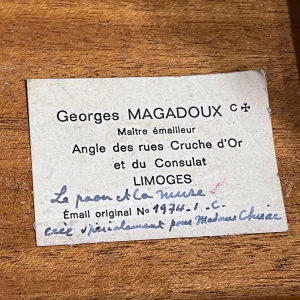 Georges MAGADOUX C✠
Maître émailleur
Angle des rues Cruche d'Or
et du Consulat
LIMOGES
Le paon et la muse
Émail original No 1974.1.C.
créé spécialement pour Madame Chirac